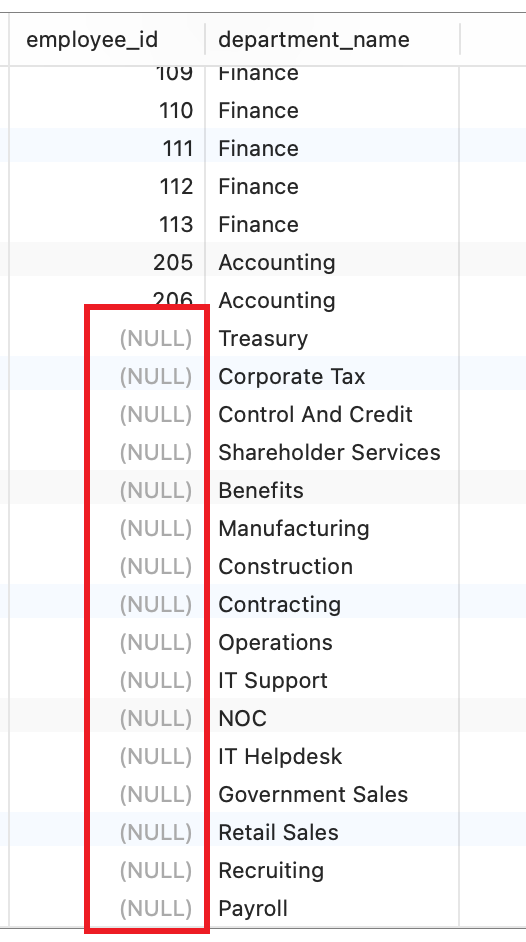 employee_id department_name
109 Finance
110 Finance
111 Finance
112 Finance
113 Finance
205 Accounting
206 Accounting
(NULL) Treasury
(NULL) Corporate Tax
(NULL) Control And Credit
(NULL) Shareholder Services
(NULL) Benefits
(NULL) Manufacturing
(NULL) Construction
(NULL) Contracting
(NULL) Operations
(NULL) IT Support
(NULL) NOC
(NULL) IT Helpdesk
(NULL) Government Sales
(NULL) Retail Sales
(NULL) Recruiting
(NULL) Payroll